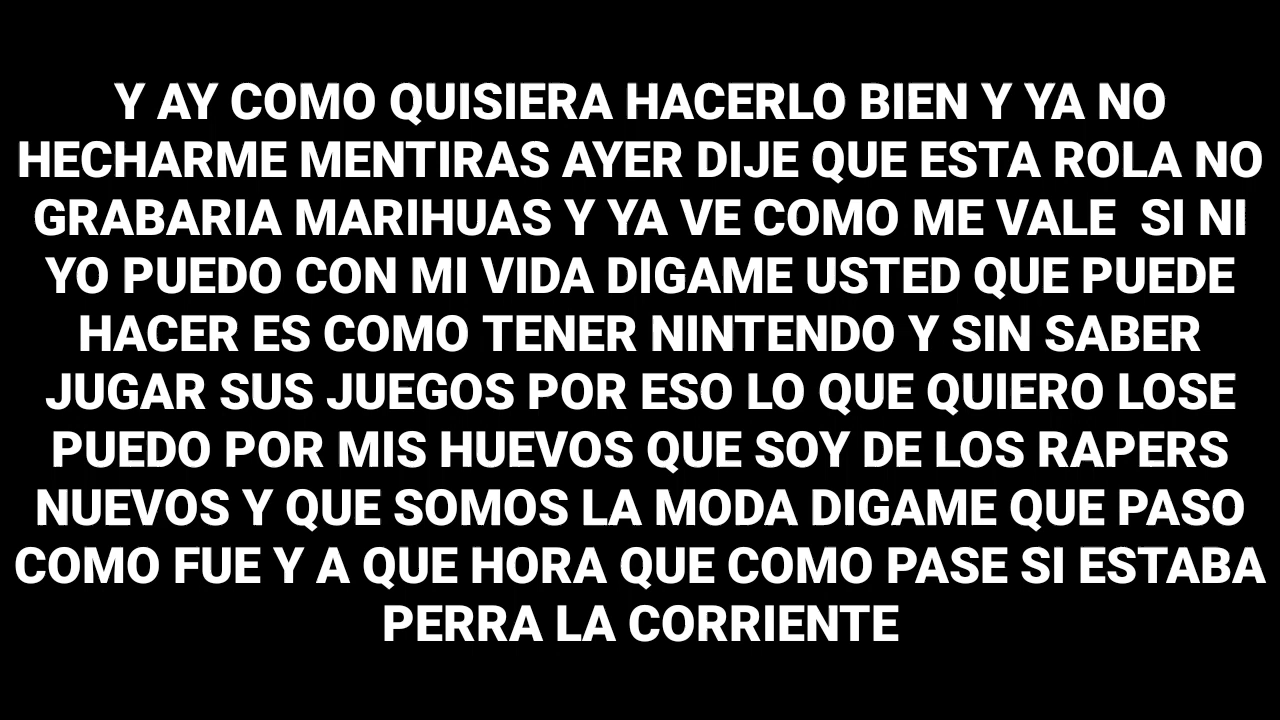 Y AY COMO QUISIERA HACERLO BIEN Y YA NO
HECHARME MENTIRAS AYER DIJE QUE ESTA ROLA NO
GRABARIA MARIHUAS Y YA VE COMO ME VALE  SI NI
YO PUEDO CON MI VIDA DIGAME USTED QUE PUEDE
HACER ES COMO TENER NINTENDO Y SIN SABER
JUGAR SUS JUEGOS POR ESO LO QUE QUIERO LOSE
PUEDO POR MIS HUEVOS QUE SOY DE LOS RAPERS
NUEVOS Y QUE SOMOS LA MODA DIGAME QUE PASO
COMO FUE Y A QUE HORA QUE COMO PASE SI ESTABA
PERRA LA CORRIENTE